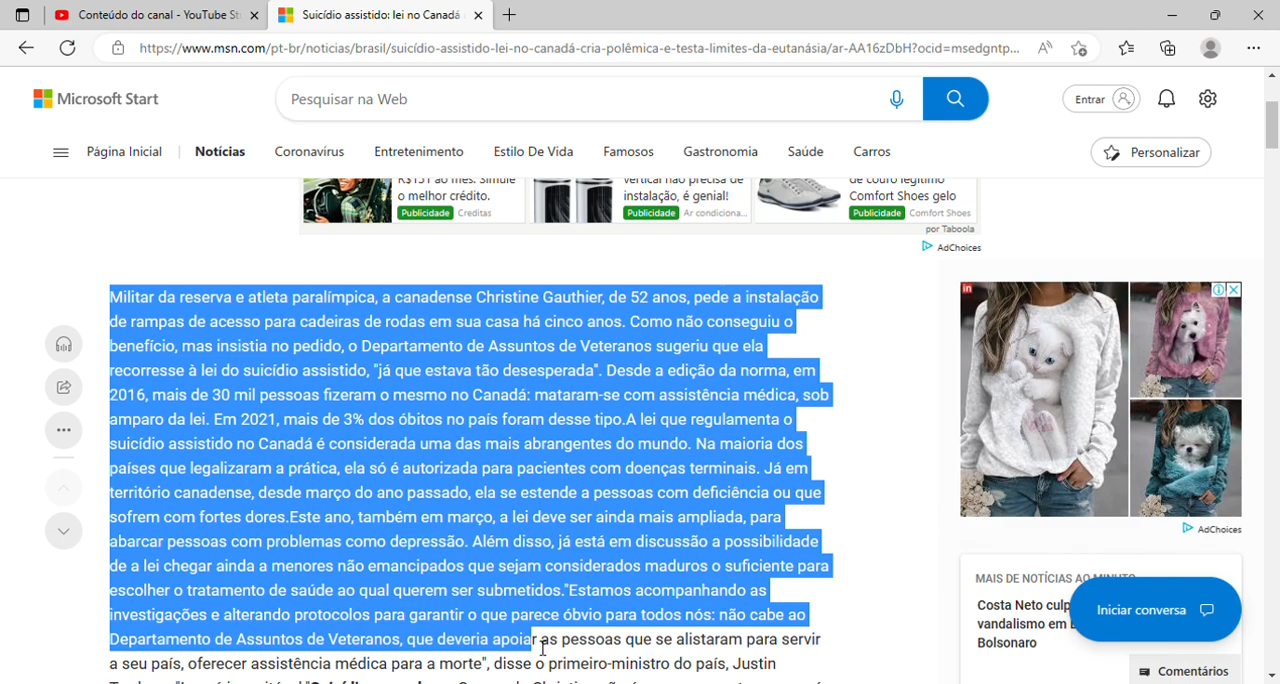 Conteúdo do canal - YouTube St
Suicídio assistido: lei no Canadá
https://www.msn.com/pt-br/noticias/brasil/suicídio-assistido-lei-no-canadá-cria-polêmica-e-testa-limites-da-eutanásia/ar-AA16zDbH?ocid=msedgntp...
Microsoft Start
Pesquisar na Web
Entrar
Página Inicial
Notícias
Coronavírus
Entretenimento
Estilo De Vida
Famosos
Gastronomia
Saúde
Carros
Personalizar
R$151 ao mês. Simule
o melhor crédito.
Publicidade Creditas
vertical não precisa de
instalação, é genial!
Publicidade Ar condiciona...
de couro legítimo
Comfort Shoes gelo
Publicidade Comfort Shoes
por Taboola
AdChoices
Militar da reserva e atleta paralímpica, a canadense Christine Gauthier, de 52 anos, pede a instalação
de rampas de acesso para cadeiras de rodas em sua casa há cinco anos. Como não conseguiu o
benefício, mas insistia no pedido, o Departamento de Assuntos de Veteranos sugeriu que ela
recorresse à lei do suicídio assistido, "já que estava tão desesperada". Desde a edição da norma, em
2016, mais de 30 mil pessoas fizeram o mesmo no Canadá: mataram-se com assistência médica, sob
amparo da lei. Em 2021, mais de 3% dos óbitos no país foram desse tipo.A lei que regulamenta o
suicídio assistido no Canadá é considerada uma das mais abrangentes do mundo. Na maioria dos
países que legalizaram a prática, ela só é autorizada para pacientes com doenças terminais. Já em
território canadense, desde março do ano passado, ela se estende a pessoas com deficiência ou que
sofrem com fortes dores.Este ano, também em março, a lei deve ser ainda mais ampliada, para
abarcar pessoas com problemas como depressão. Além disso, já está em discussão a possibilidade
de a lei chegar ainda a menores não emancipados que sejam considerados maduros o suficiente para
escolher o tratamento de saúde ao qual querem ser submetidos."Estamos acompanhando as
investigações e alterando protocolos para garantir o que parece óbvio para todos nós: não cabe ao
Departamento de Assuntos de Veteranos, que deveria apoiar as pessoas que se alistaram para servir
a seu país, oferecer assistência médica para a morte", disse o primeiro-ministro do país, Justin
in
AdChoices
MAIS DE NOTÍCIAS AO MINUTO
Costa Neto culp
vandalismo em
Bolsonaro
Iniciar conversa
Comentários